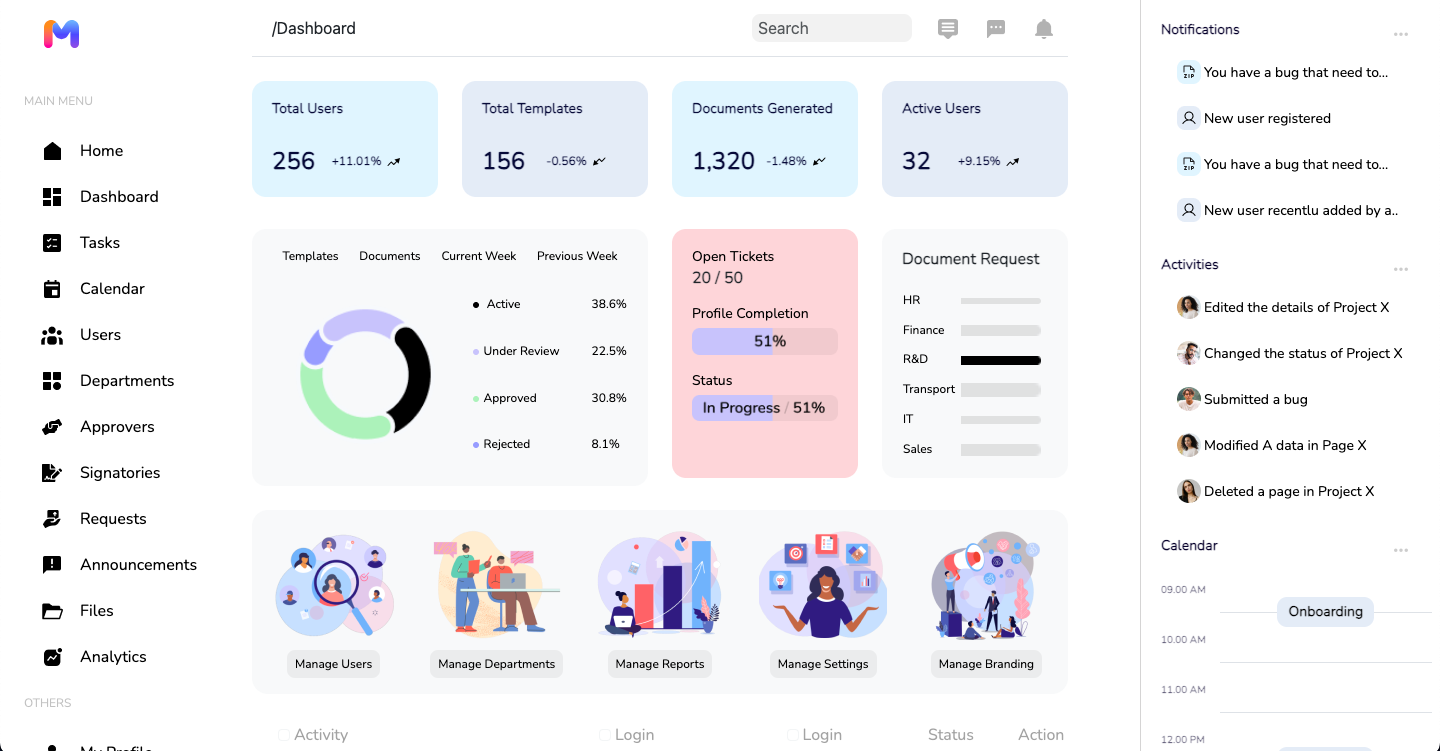 MAIN MENU
Home
Dashboard
Tasks
Calendar
Users
Departments
Approvers
Signatories
Requests
Announcements
Files
Analytics
OTHERS
My Profile
/Dashboard
Search
Total Users
256 +11.01%
Total Templates
156 -0.56%
Documents Generated
1,320 -1.48%
Active Users
32 +9.15%
Templates Documents Current Week Previous Week
Active 38.6%
Under Review 22.5%
Approved 30.8%
Rejected 8.1%
Open Tickets
20 / 50
Profile Completion
51%
Status
In Progress / 51%
Document Request
HR
Finance
R&D
Transport
IT
Sales
Manage Users
Manage Departments
Manage Reports
Manage Settings
Manage Branding
Activity Login Login Status Action
Notifications
ZIP You have a bug that need to...
New user registered
ZIP You have a bug that need to...
New user recentlu added by a..
Activities
Edited the details of Project X
Changed the status of Project X
Submitted a bug
Modified A data in Page X
Deleted a page in Project X
Calendar
09.00 AM
Onboarding
10.00 AM
11.00 AM
12.00 PM